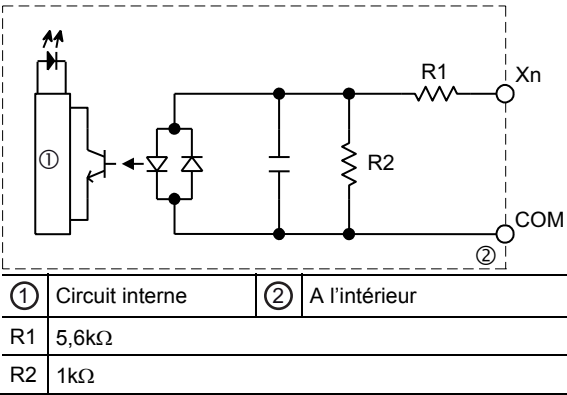 R1
Xn
①
R2
COM
②
① Circuit interne ② A l'intérieur
R1 5,6kΩ
R2 1kΩ